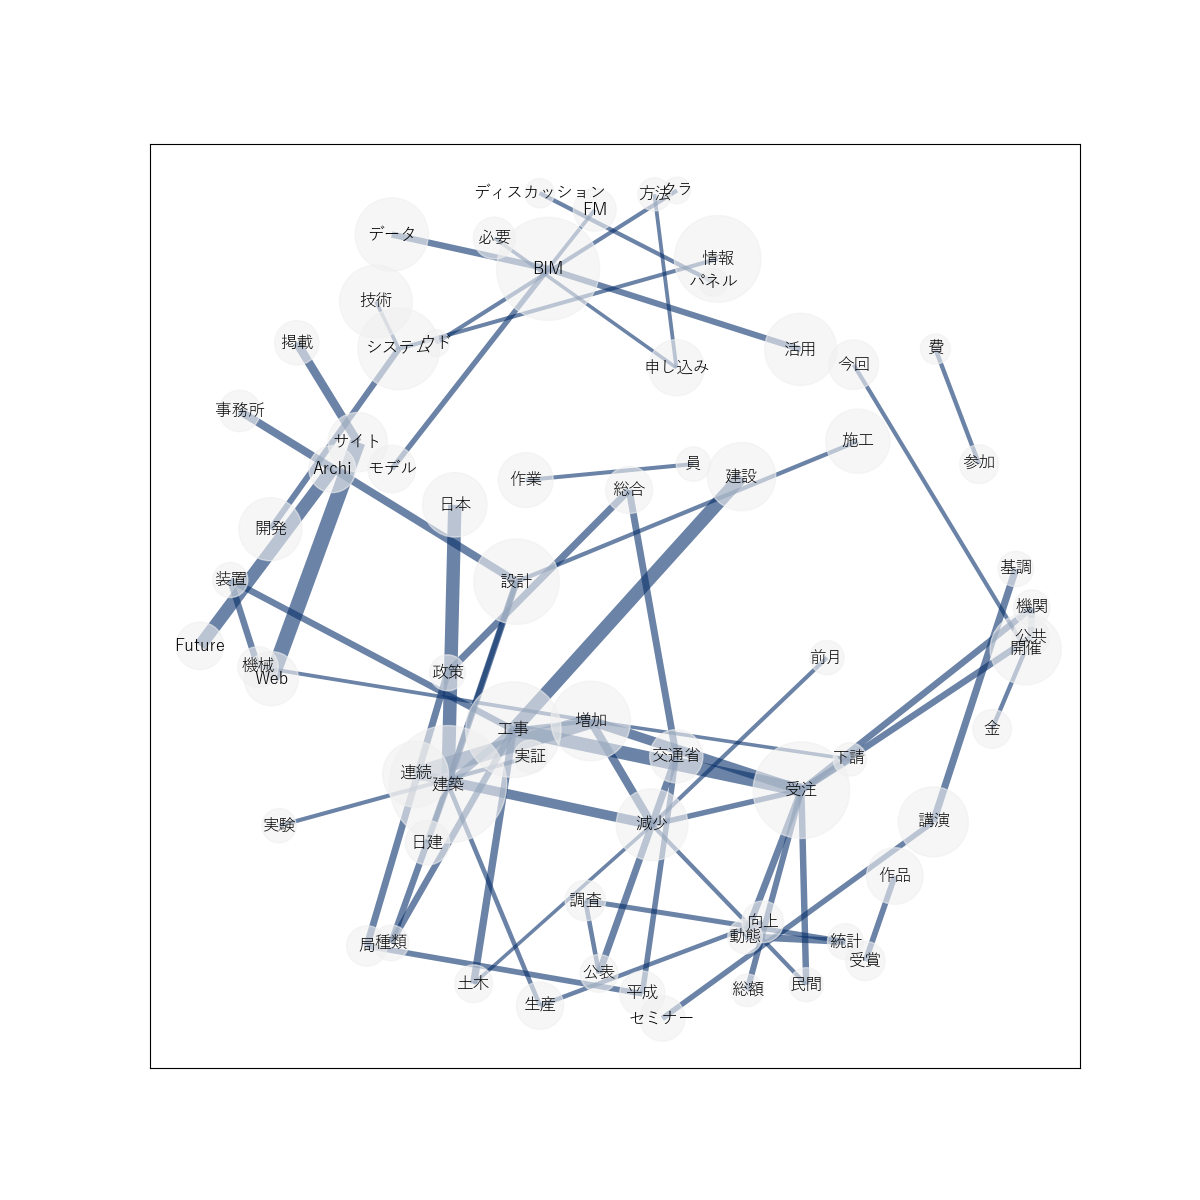 ディスカッション
方法
クラ
FM
データ
必要
BIM
情報
パネル
技術
掲載
システム
ウト
活用
今回
費
申し込み
事務所
サイト
施工
Archi
モデル
作業
員
参加
建設
総合
日本
開発
装置
設計
基調
機関
公共
開催
Future
機械
Web
政策
前月
増加
工事
金
実証
交通省
下請
連続
建築
受注
実験
減少
講演
日建
作品
調査
向上
動態
統計
局
種類
受賞
公表
土木
民間
総額
平成
生産
セミナー